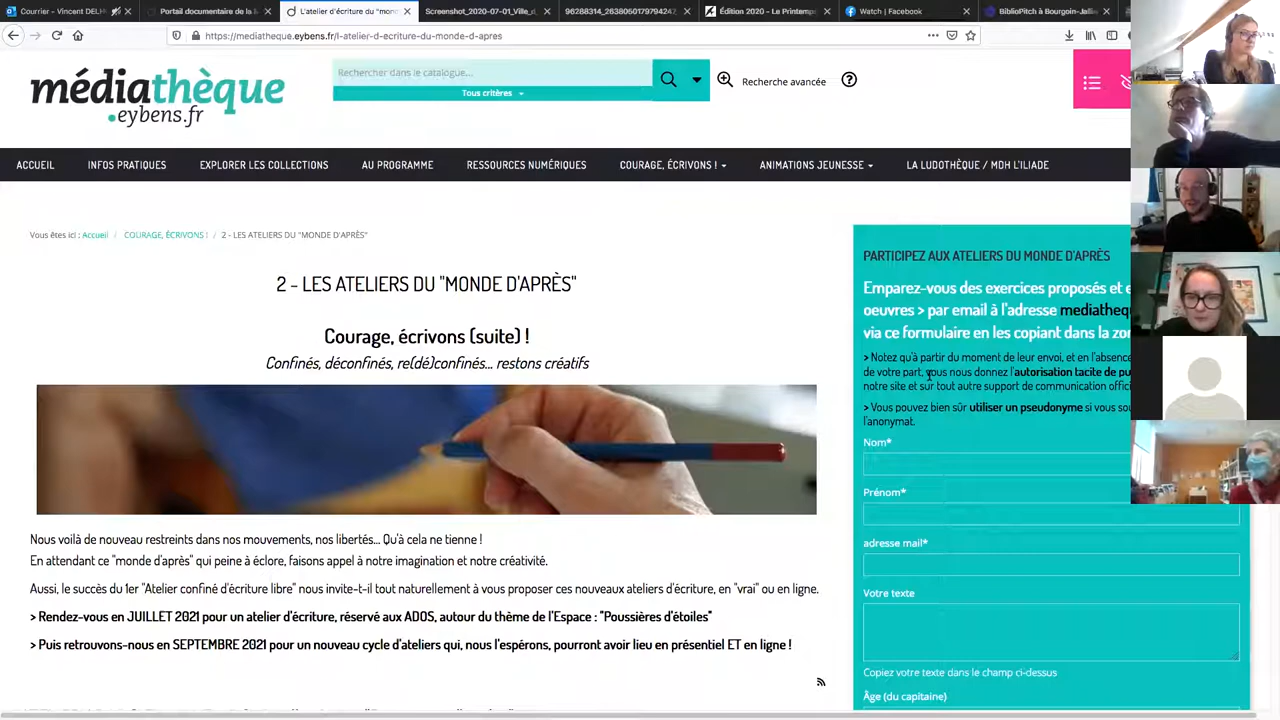 Courrier – Vincent DELH
Portail documentaire de la
L'atelier d'écriture du "mond
Screenshot_2020-07-01_Ville_d
96288314_2638050179794247
Édition 2020 - Le Printemp
Watch | Facebook
BiblioPitch à Bourgoin-Jallie
https://mediatheque.eybens.fr/l-atelier-d-ecriture-du-monde-d-apres
médiathèque
.eybens.fr
Rechercher dans le catalogue...
Tous critères
Recherche avancée
ACCUEIL INFOS PRATIQUES EXPLORER LES COLLECTIONS AU PROGRAMME RESSOURCES NUMÉRIQUES COURAGE, ÉCRIVONS ! ANIMATIONS JEUNESSE LA LUDOTHÈQUE / MDH L'ILIADE
Vous êtes ici : Accueil / COURAGE, ÉCRIVONS ! / 2 - LES ATELIERS DU "MONDE D'APRÈS"
2 - LES ATELIERS DU "MONDE D'APRÈS"
Courage, écrivons (suite) !
Confinés, déconfinés, re(dé)confinés... restons créatifs
Nous voilà de nouveau restreints dans nos mouvements, nos libertés... Qu'à cela ne tienne !
En attendant ce "monde d'après" qui peine à éclore, faisons appel à notre imagination et notre créativité.
Aussi, le succès du 1er "Atelier confiné d'écriture libre" nous invite-t-il tout naturellement à vous proposer ces nouveaux ateliers d'écriture, en "vrai" ou en ligne.
> Rendez-vous en JUILLET 2021 pour un atelier d'écriture, réservé aux ADOS, autour du thème de l'Espace : "Poussières d'étoiles"
> Puis retrouvons-nous en SEPTEMBRE 2021 pour un nouveau cycle d'ateliers qui, nous l'espérons, pourront avoir lieu en présentiel ET en ligne !
PARTICIPEZ AUX ATELIERS DU MONDE D'APRÈS
Emparez-vous des exercices proposés et e
oeuvres > par email à l'adresse mediatheq
via ce formulaire en les copiant dans la zon
> Notez qu'à partir du moment de leur envoi, et en l'absence
de votre part, vous nous donnez l'autorisation tacite de pu
notre site et sur tout autre support de communication offici
> Vous pouvez bien sûr utiliser un pseudonyme si vous sou
l'anonymat.
Nom*
Prénom*
adresse mail*
Votre texte
Copiez votre texte dans le champ ci-dessus
Âge (du capitaine)